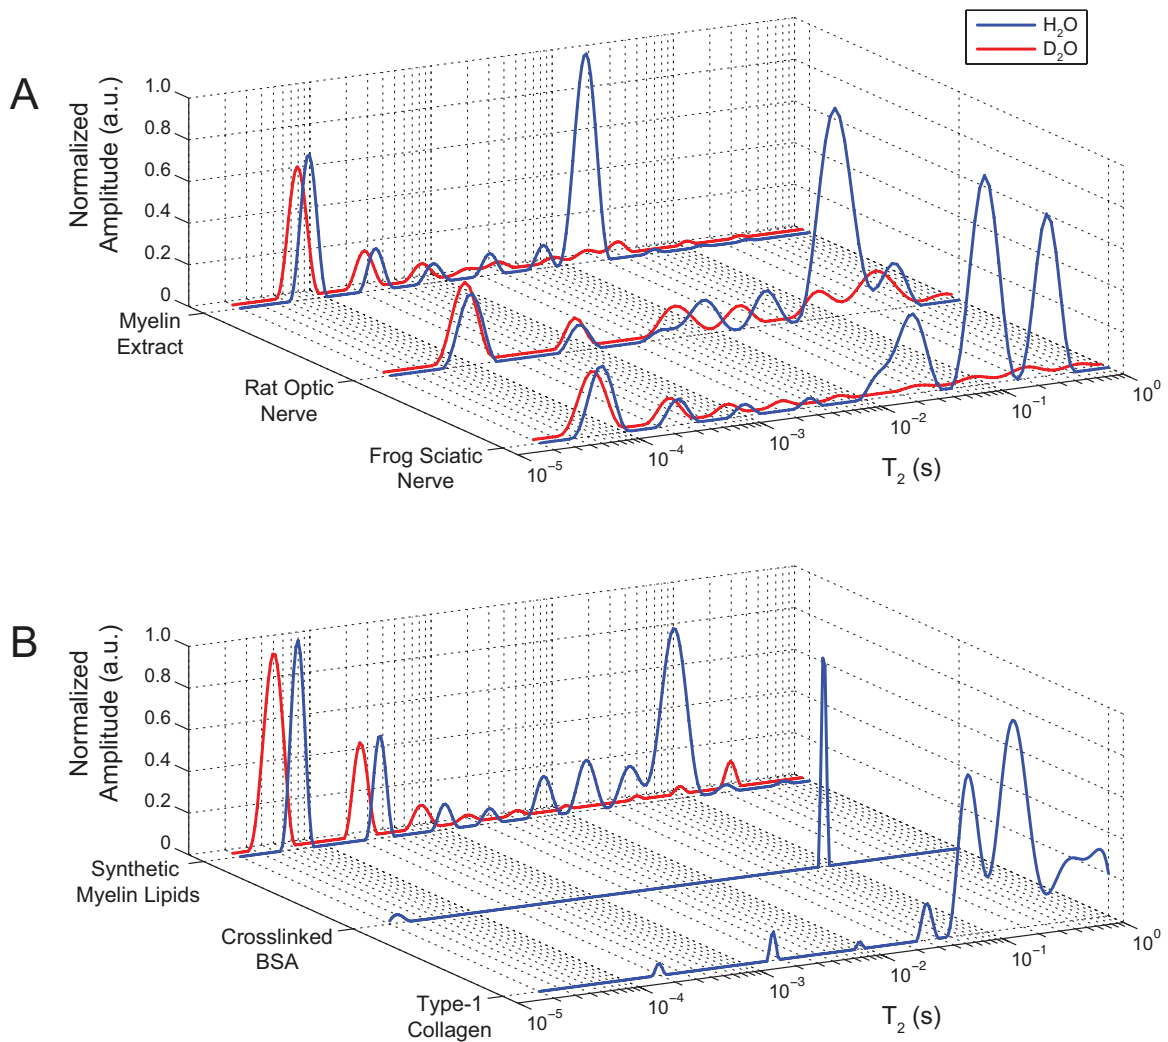 H₂O
D₂O
A
Normalized
Amplitude (a.u.)
1.0
0.8
0.6
0.4
0.2
0
Myelin
Extract
Rat Optic
Nerve
Frog Sciatic
Nerve
10⁻⁵
10⁻⁴
10⁻³
10⁻²
10⁻¹
10⁰
T₂ (s)
B
Normalized
Amplitude (a.u.)
1.0
0.8
0.6
0.4
0.2
0
Synthetic
Myelin Lipids
Crosslinked
BSA
Type-1
Collagen
10⁻⁵
10⁻⁴
10⁻³
10⁻²
10⁻¹
10⁰
T₂ (s)